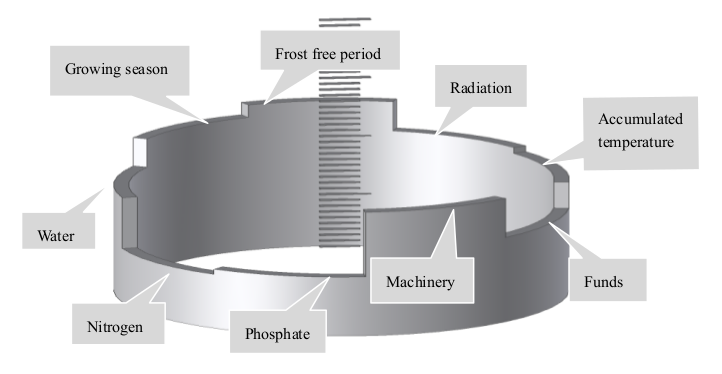 Frost free period
Growing season
Radiation
Accumulated
temperature
Water
Machinery
Funds
Nitrogen
Phosphate